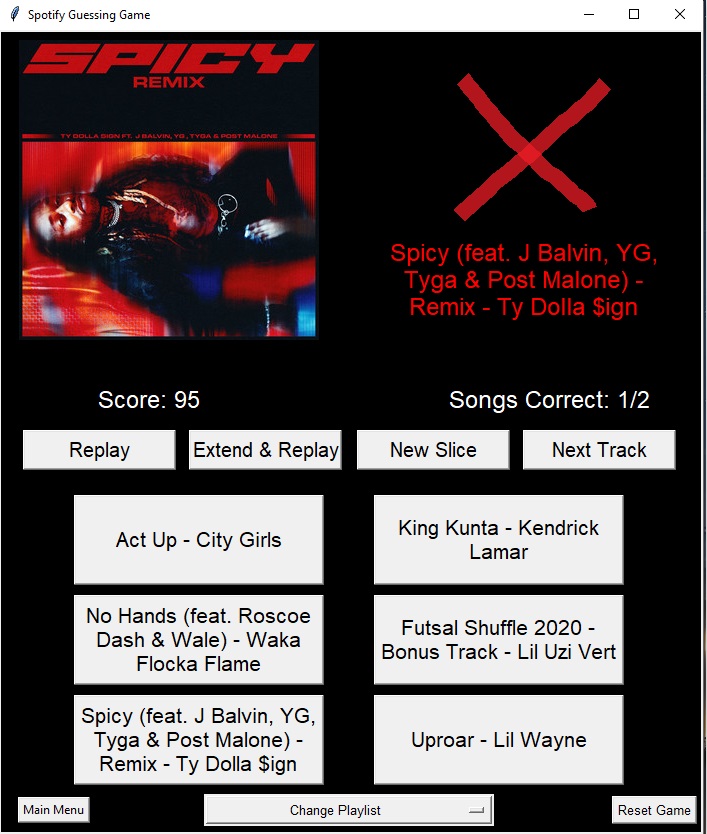 Spotify Guessing Game
SPICY
REMIX
TY DOLLA SIGN FT. J BALVIN, YG, TYGA & POST MALONE
Spicy (feat. J Balvin, YG,
Tyga & Post Malone) -
Remix - Ty Dolla $ign
Score: 95
Songs Correct: 1/2
Replay
Extend & Replay
New Slice
Next Track
Act Up - City Girls
King Kunta - Kendrick
Lamar
No Hands (feat. Roscoe
Dash & Wale) - Waka
Flocka Flame
Futsal Shuffle 2020 -
Bonus Track - Lil Uzi Vert
Spicy (feat. J Balvin, YG,
Tyga & Post Malone) -
Remix - Ty Dolla $ign
Uproar - Lil Wayne
Main Menu
Change Playlist
Reset Game